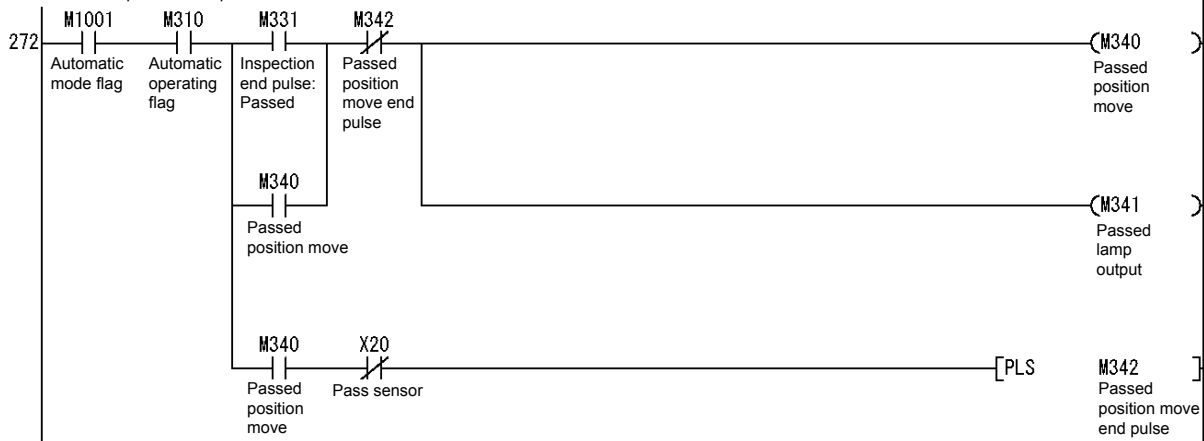 M1001 M310 M331 M342
272 (M340 )
Automatic mode flag
Automatic operating flag
Inspection end pulse: Passed
Passed position move end pulse
Passed position move
M340
Passed position move
(M341 )
Passed lamp output
M340 X20
[PLS M342 ]
Passed position move
Pass sensor
Passed position move end pulse